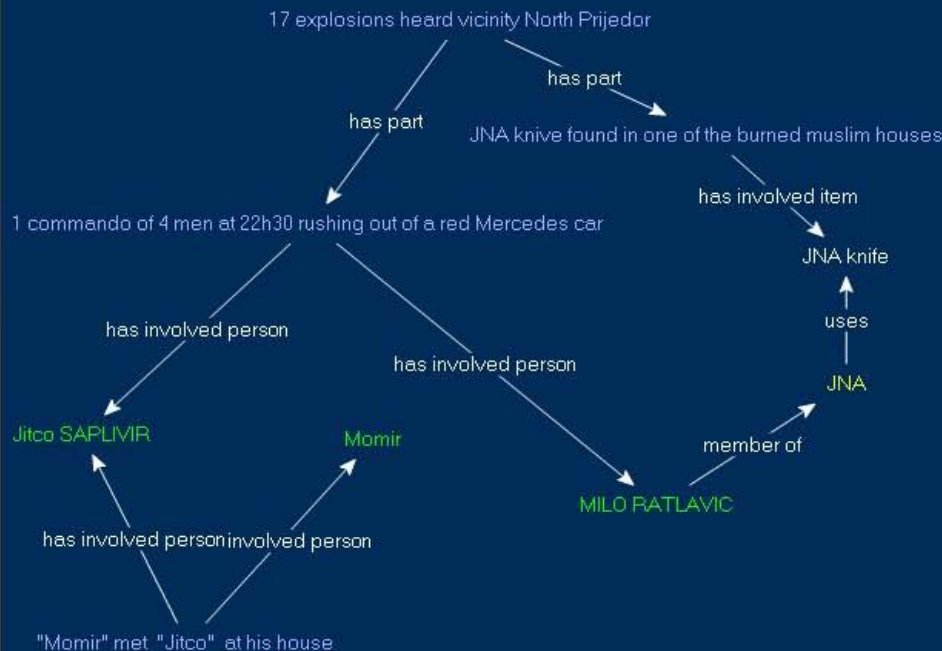 17 explosions heard vicinity North Prijedor
has part
has part
JNA knive found in one of the burned muslim houses
has involved item
1 commando of 4 men at 22h30 rushing out of a red Mercedes car
JNA knife
uses
has involved person
has involved person
JNA
Jitco SAPLIVIR
Momir
member of
MILO RATLAVIC
has involved person
involved person
"Momir" met "Jitco" at his house